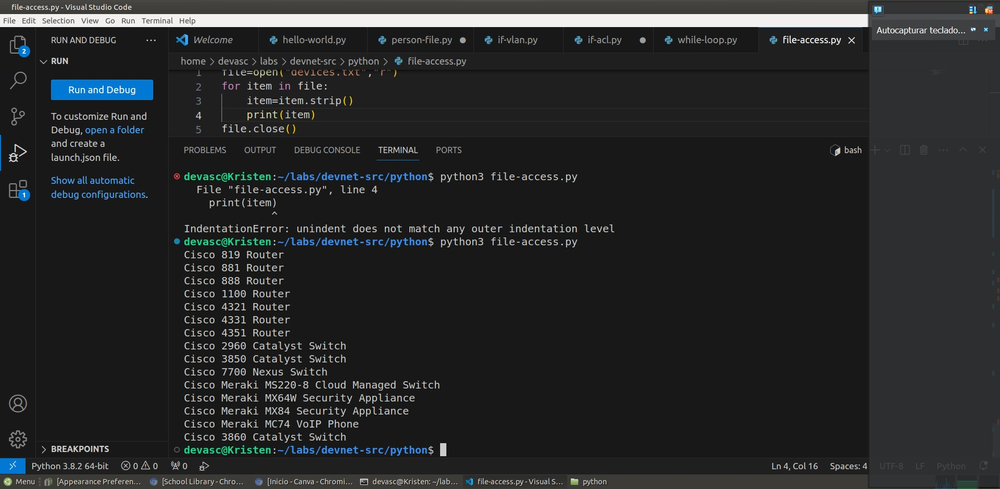 file-access.py - Visual Studio Code
File Edit Selection View Go Run Terminal Help
Autocapturar teclado...
2
RUN AND DEBUG
Welcome
hello-world.py
person-file.py
if-vlan.py
if-acl.py
while-loop.py
file-access.py
RUN
home > devasc > labs > devnet-src > python > file-access.py
Run and Debug
To customize Run and
Debug, open a folder
and create a
launch.json file.
Show all automatic
debug configurations.
1
1 file=open("devices.txt","r")
2 for item in file:
3 item=item.strip()
4 print(item)
5 file.close()
PROBLEMS OUTPUT DEBUG CONSOLE TERMINAL PORTS
bash
devasc@Kristen:~/labs/devnet-src/python$ python3 file-access.py
File "file-access.py", line 4
print(item)
^
IndentationError: unindent does not match any outer indentation level
devasc@Kristen:~/labs/devnet-src/python$ python3 file-access.py
Cisco 819 Router
Cisco 881 Router
Cisco 888 Router
Cisco 1100 Router
Cisco 4321 Router
Cisco 4331 Router
Cisco 4351 Router
Cisco 2960 Catalyst Switch
Cisco 3850 Catalyst Switch
Cisco 7700 Nexus Switch
Cisco Meraki MS220-8 Cloud Managed Switch
Cisco Meraki MX64W Security Appliance
Cisco Meraki MX84 Security Appliance
Cisco Meraki MC74 VoIP Phone
Cisco 3860 Catalyst Switch
devasc@Kristen:~/labs/devnet-src/python$
BREAKPOINTS
Python 3.8.2 64-bit 0 0 0
Ln 4, Col 16 Spaces: 4 UTF-8 LF Python
Menu [Appearance Preferen... [School Library - Chro... [Inicio - Canva - Chromi... devasc@Kristen: ~/lab... file-access.py - Visual S... python